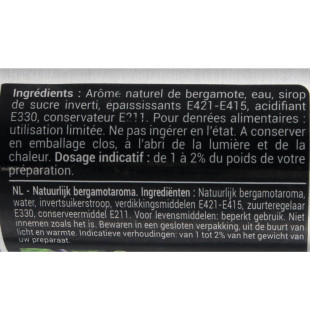 Ingrédients : Arôme naturel de bergamote, eau, sirop
de sucre inverti, épaississants E421-E415, acidifiant
E330, conservateur E211. Pour denrées alimentaires :
utilisation limitée. Ne pas ingérer en l'état. A conserver
en emballage clos, à l'abri de la lumière et de la
chaleur. Dosage indicatif : de 1 à 2% du poids de votre
préparation.
NL - Natuurlijk bergamotaroma. Ingrediënten : Natuurlijk bergamotaroma,
water, invertsuikerstroop, verdikkingsmiddelen E421-E415, zuurteregelaar
E330, conserveermiddel E211. Voor levensmiddelen: beperkt gebruik. Niet
innemen zoals het is. Bewaren in een gesloten verpakking, uit de buurt van
licht en warmte. Indicatieve verhoudingen: van 1 tot 2% van het gewicht van
uw preparaat.